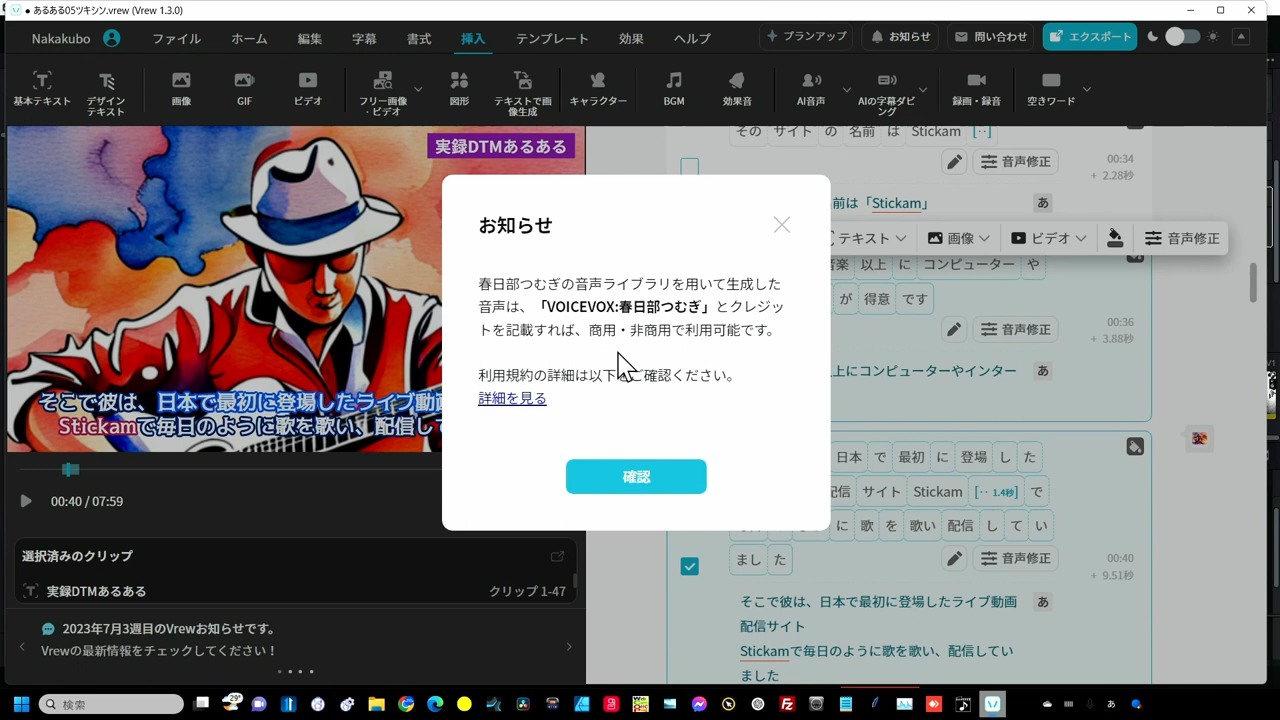 ● あるある05ツキシン.vrew (Vrew 1.3.0)
Nakakubo
ファイル
ホーム
編集
字幕
書式
挿入
テンプレート
効果
ヘルプ
プランアップ
お知らせ
問い合わせ
エクスポート
基本テキスト
デザイン
テキスト
画像
GIF
ビデオ
フリー画像
・ビデオ
図形
テキストで画
像生成
キャラクター
BGM
効果音
AI音声
AIの字幕ダビ
ング
録画・録音
空きワード
実録DTMあるある
そこで彼は、日本で最初に登場したライブ動画
Stickamで毎日のように歌を歌い、配信して
00:40 / 07:59
選択済みのクリップ
実録DTMあるある
クリップ 1-47
2023年7月3週目のVrewお知らせです。
Vrewの最新情報をチェックしてください！
お知らせ
春日部つむぎの音声ライブラリを用いて生成した
音声は、「VOICEVOX:春日部つむぎ」とクレジッ
トを記載すれば、商用・非商用で利用可能です。
利用規約の詳細は以下 ご確認ください。
詳細を見る
確認
その サイト の 名前 は Stickam [··]
音声修正
00:34
+ 2.28秒
前は「Stickam」
あ
テキスト
画像
ビデオ
音声修正
音楽 以上 に コンピューター や
が 得意 です
音声修正
00:36
+ 3.88秒
上にコンピューターやインター
あ
日本 で 最初 に 登場 し た
配信 サイト Stickam [·· 1.4秒] で
に 歌 を 歌い 配信 し て い
まし た
音声修正
00:40
+ 9.51秒
そこで彼は、日本で最初に登場したライブ動画
配信サイト
Stickamで毎日のように歌を歌い、配信してい
ました
あ
29°
検索
あ